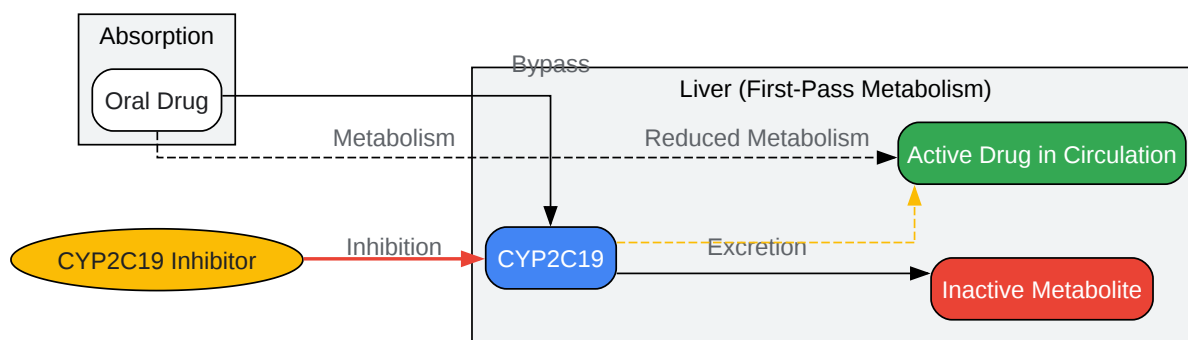 Absorption
Oral Drug
Bypass
Liver (First-Pass Metabolism)
Metabolism
Reduced Metabolism
Active Drug in Circulation
CYP2C19 Inhibitor
Inhibition
CYP2C19
Excretion
Inactive Metabolite